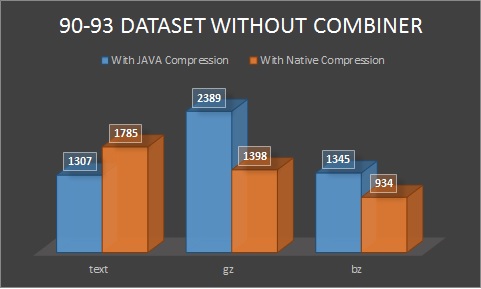 90-93 DATASET WITHOUT COMBINER
With JAVA Compression With Native Compression
2389
1785
1307
1398
1345
934
text gz bz